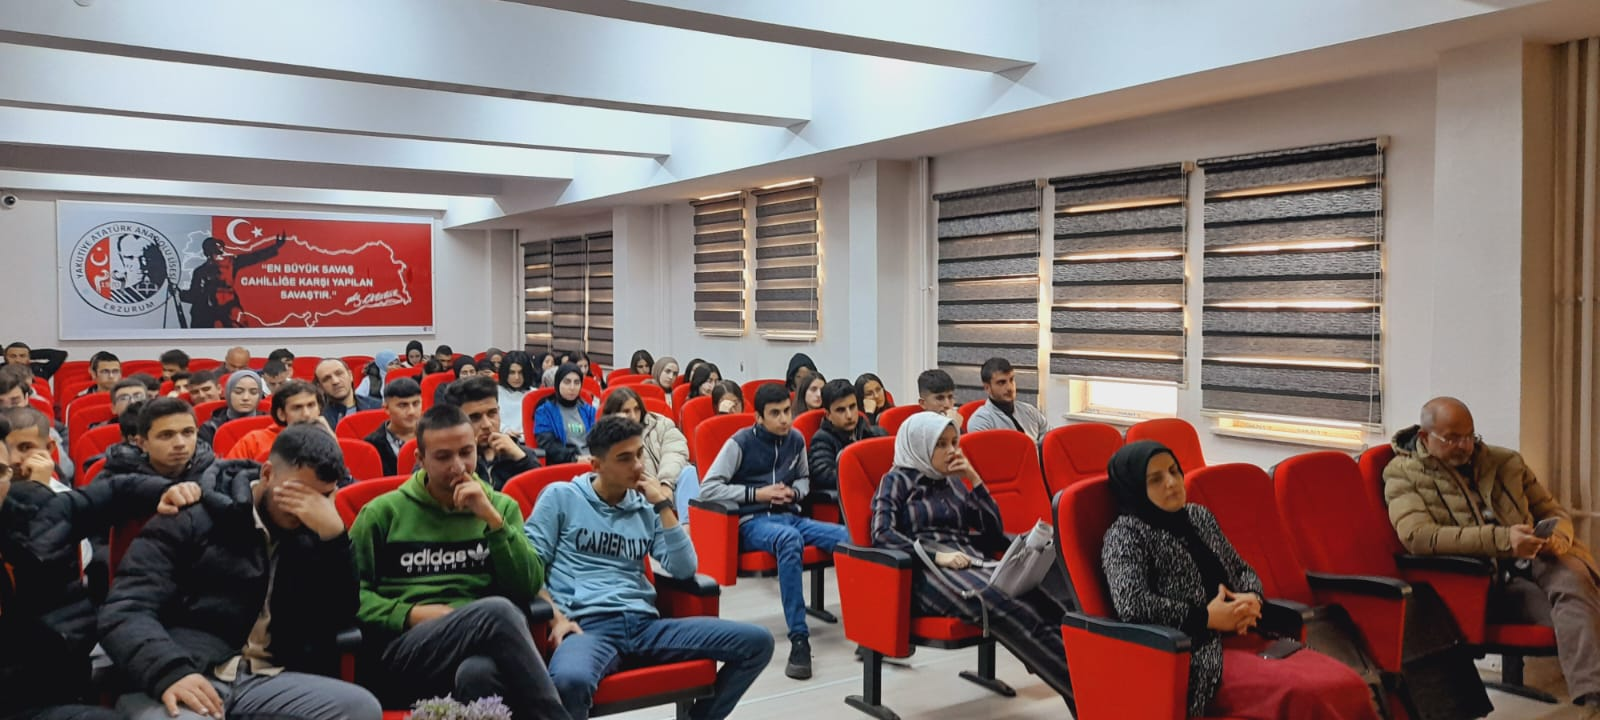 YAKUTİYE ATATÜRK ANADOLU LİSESİ
ERZURUM
"EN BÜYÜK SAVAŞ
CAHİLLİĞE KARŞI YAPILAN
SAVAŞTIR."
adidas
ORIGINALS